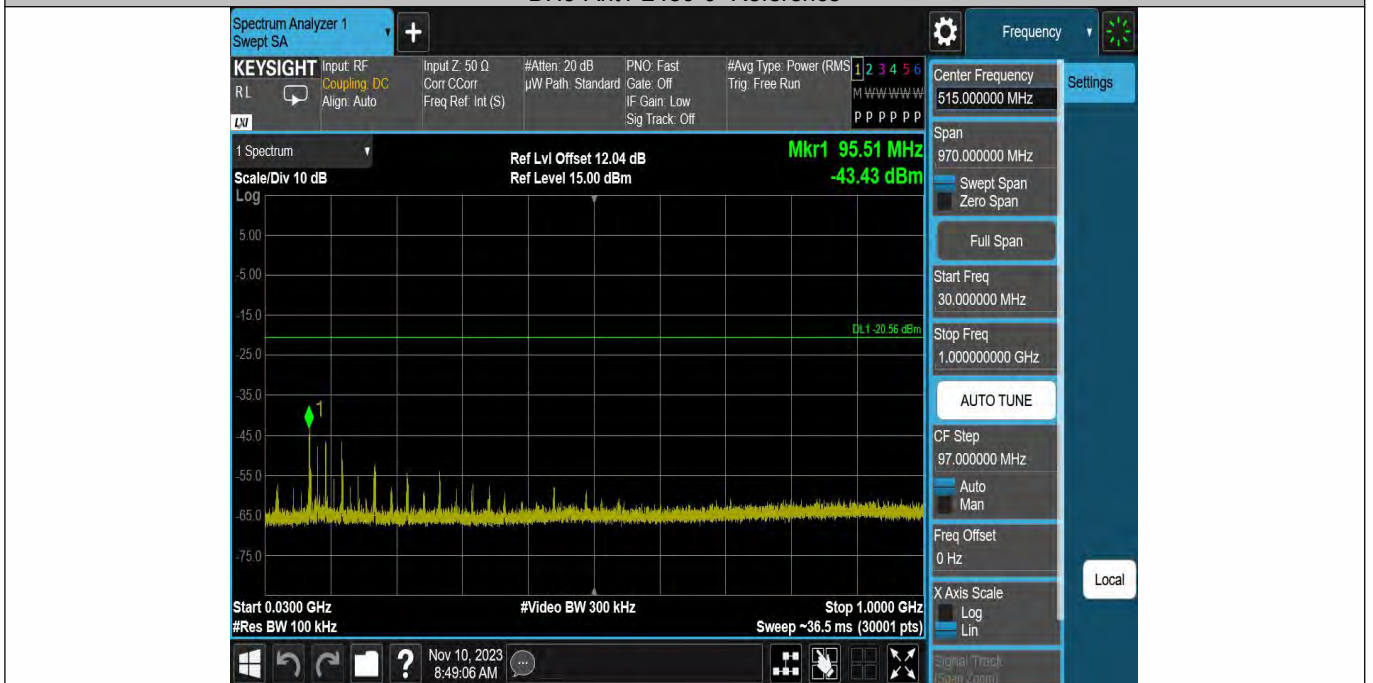 Spectrum Analyzer 1
Swept SA
Frequency
KEYSIGHT
RL
LXI
Input: RF
Coupling: DC
Align: Auto
Input Z: 50 Ω
Corr CCorr
Freq Ref: Int (S)
#Atten: 20 dB
µW Path: Standard
PNO: Fast
Gate: Off
IF Gain: Low
Sig Track: Off
#Avg Type: Power (RMS
Trig: Free Run
1 2 3 4 5 6
M W W W W W
P P P P P P
1 Spectrum
Scale/Div 10 dB
Ref Lvl Offset 12.04 dB
Ref Level 15.00 dBm
Mkr1 95.51 MHz
-43.43 dBm
Log
5.00
-5.00
-15.0
DL1 -20.56 dBm
-25.0
-35.0
1
-45.0
-55.0
-65.0
-75.0
Start 0.0300 GHz
#Res BW 100 kHz
#Video BW 300 kHz
Stop 1.0000 GHz
Sweep ~36.5 ms (30001 pts)
Nov 10, 2023
8:49:06 AM
Center Frequency
515.000000 MHz
Settings
Span
970.000000 MHz
Swept Span
Zero Span
Full Span
Start Freq
30.000000 MHz
Stop Freq
1.000000000 GHz
AUTO TUNE
CF Step
97.000000 MHz
Auto
Man
Freq Offset
0 Hz
X Axis Scale
Log
Lin
Local
Signal Track
(Span Zoom)